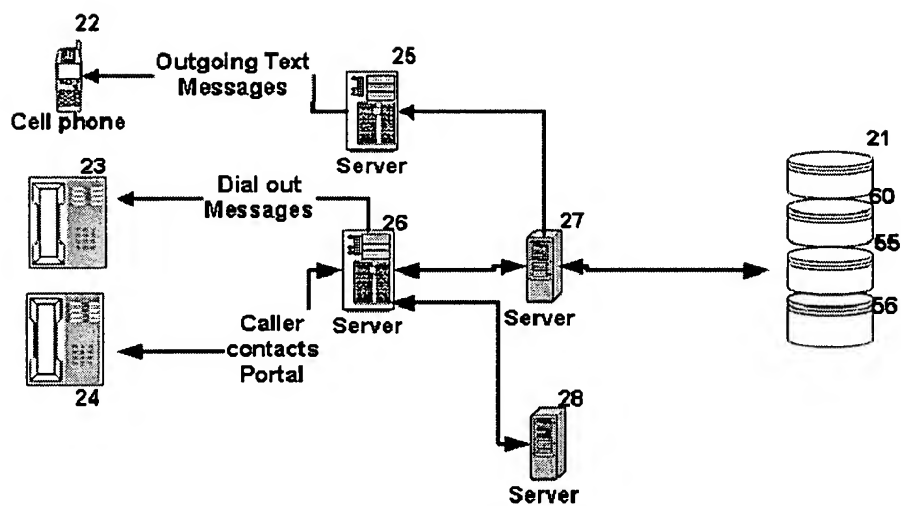 22
Cell phone
Outgoing Text
Messages
25
Server
21
60
55
56
23
Dial out
Messages
26
Server
27
Server
24
Caller
contacts
Portal
28
Server